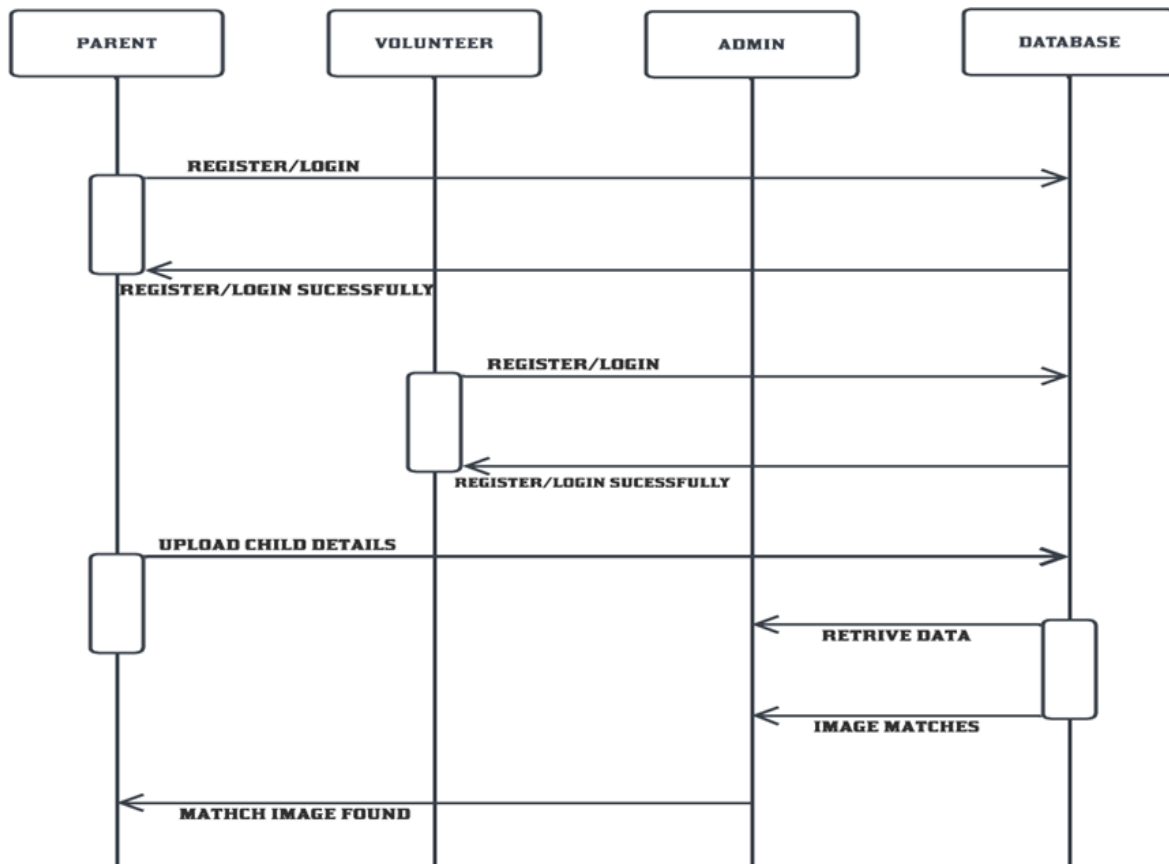 PARENT
VOLUNTEER
ADMIN
DATABASE
REGISTER/LOGIN
REGISTER/LOGIN SUCESSFULLY
REGISTER/LOGIN
REGISTER/LOGIN SUCESSFULLY
UPLOAD CHILD DETAILS
RETRIVE DATA
IMAGE MATCHES
MATHCH IMAGE FOUND